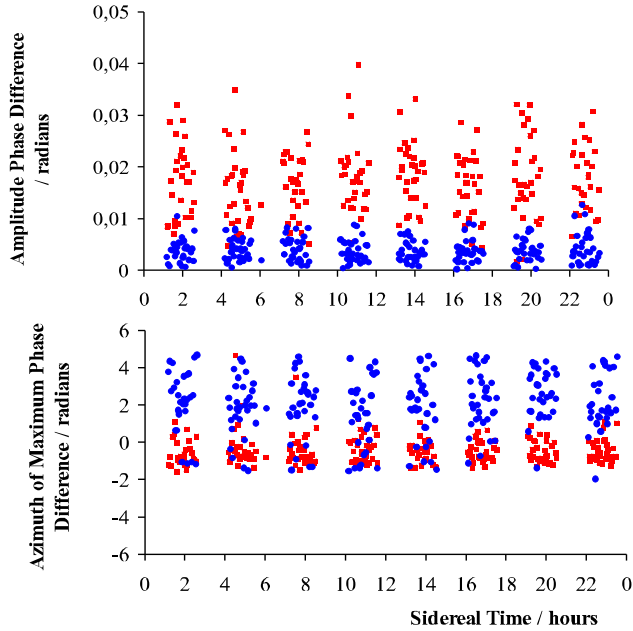 Amplitude Phase Difference
/ radians
0,05
0,04
0,03
0,02
0,01
0
0 2 4 6 8 10 12 14 16 18 20 22 0
Azimuth of Maximum Phase
Difference / radians
6
4
2
0
-2
-4
-6
0 2 4 6 8 10 12 14 16 18 20 22 0
Sidereal Time / hours